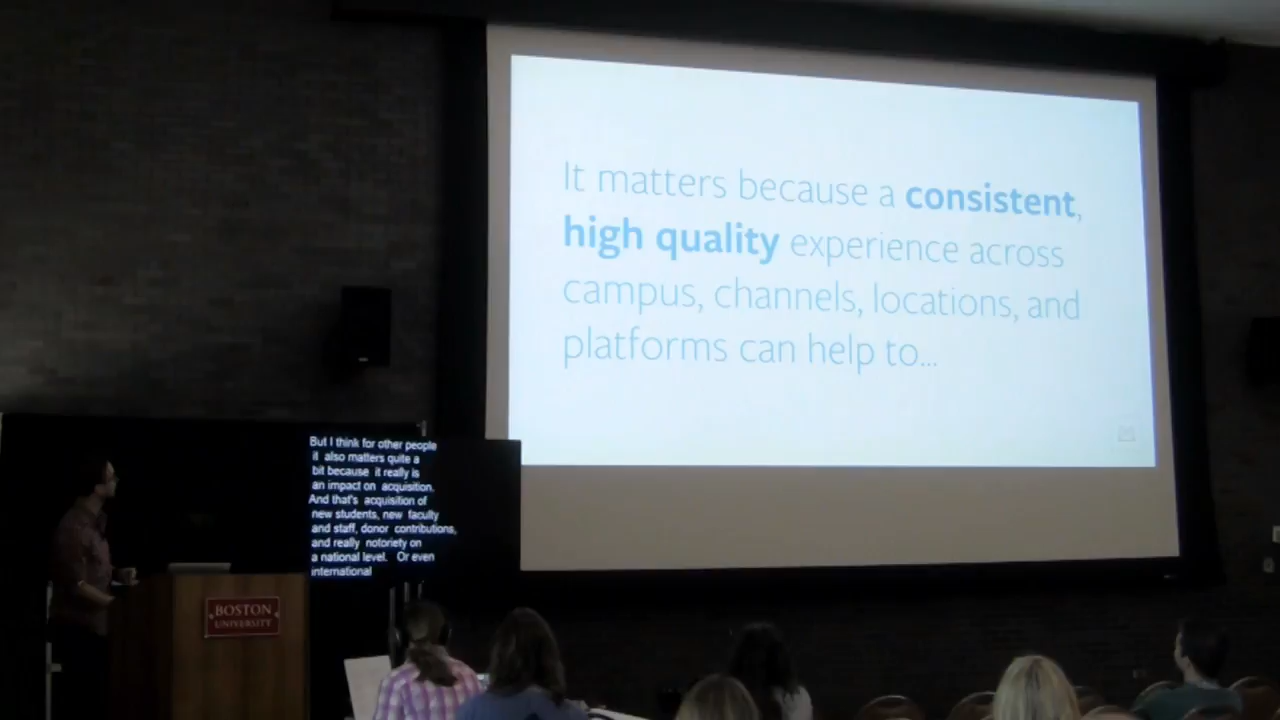 It matters because a consistent,
high quality experience across
campus, channels, locations, and
platforms can help to...
But I think for other people
it also matters quite a
bit because it really is
an impact on acquisition.
And that's acquisition of
new students, new faculty
and staff, donor contributions,
and really notoriety on
a national level. Or even
international
BOSTON
UNIVERSITY